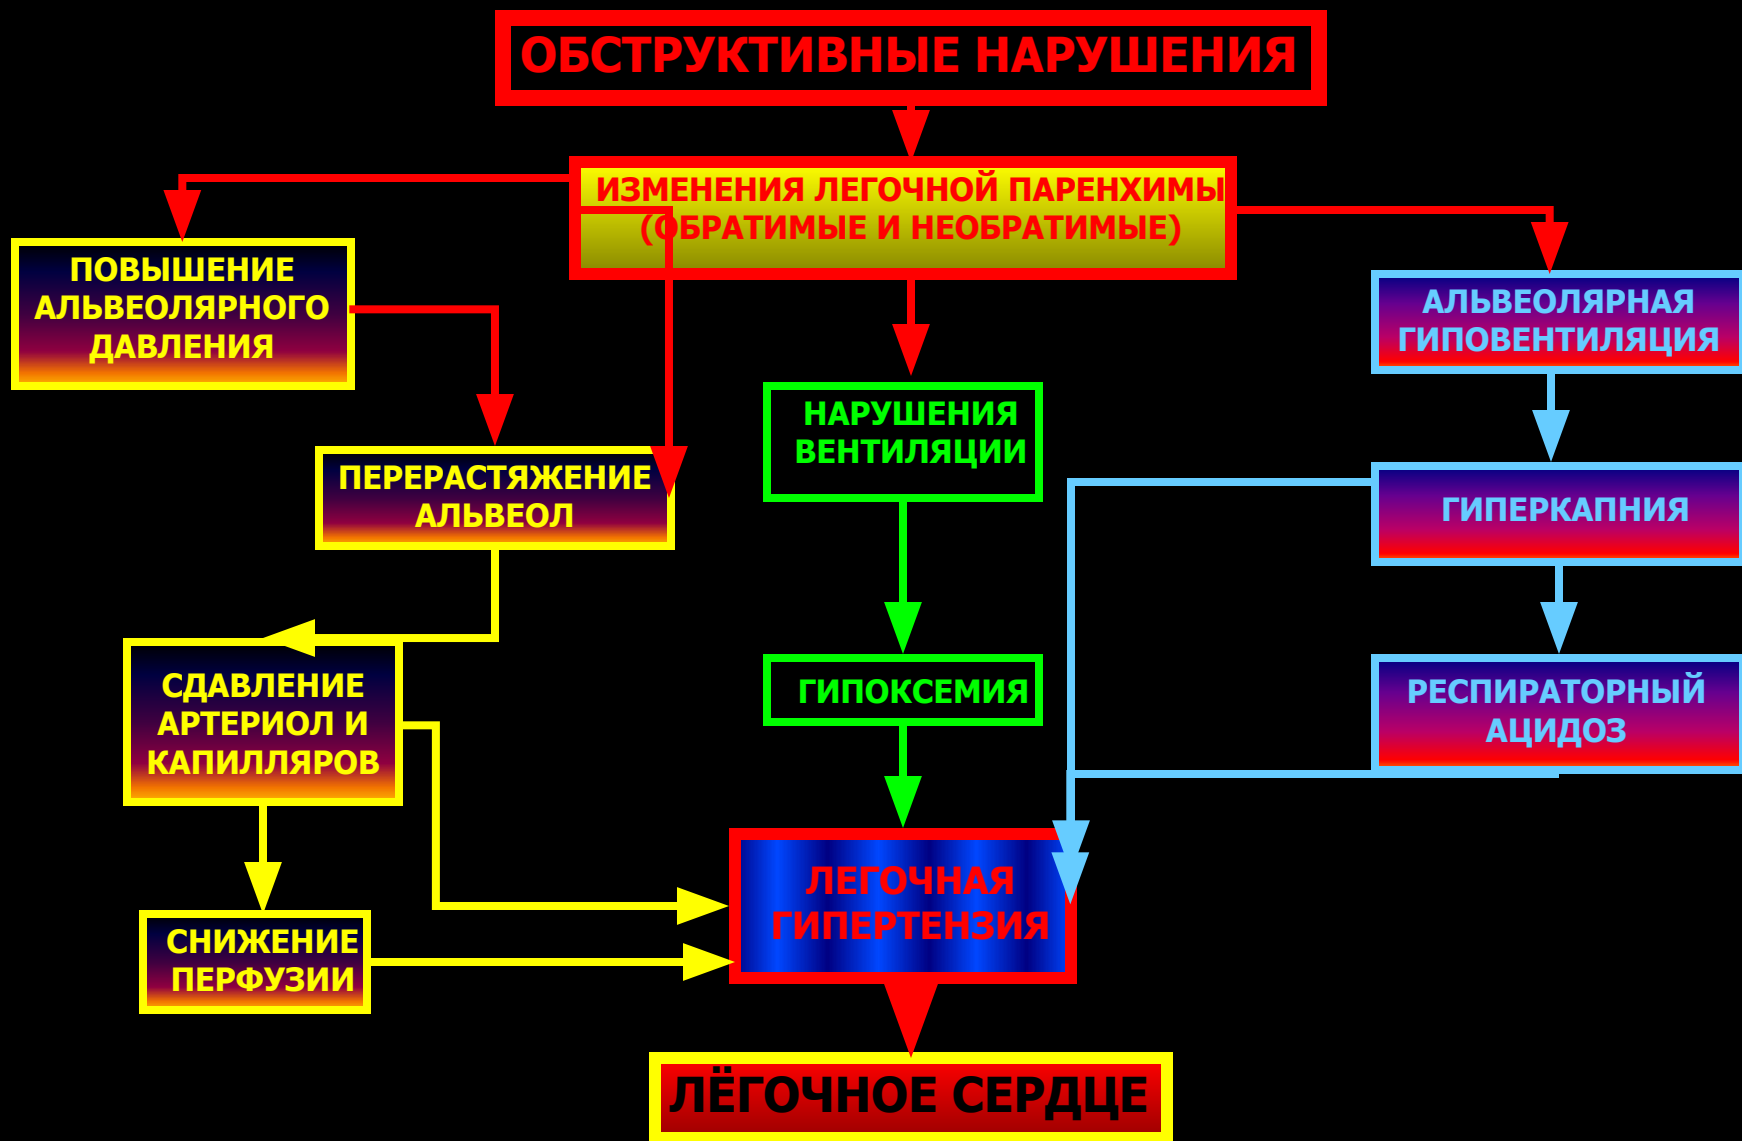 ОБСТРУКТИВНЫЕ НАРУШЕНИЯ
ИЗМЕНЕНИЯ ЛЕГОЧНОЙ ПАРЕНХИМЫ
(ОБРАТИМЫЕ И НЕОБРАТИМЫЕ)
ПОВЫШЕНИЕ
АЛЬВЕОЛЯРНОГО
ДАВЛЕНИЯ
АЛЬВЕОЛЯРНАЯ
ГИПОВЕНТИЛЯЦИЯ
НАРУШЕНИЯ
ВЕНТИЛЯЦИИ
ПЕРЕРАСТЯЖЕНИЕ
АЛЬВЕОЛ
ГИПЕРКАПНИЯ
СДАВЛЕНИЕ
АРТЕРИОЛ И
КАПИЛЛЯРОВ
ГИПОКСЕМИЯ
РЕСПИРАТОРНЫЙ
АЦИДОЗ
ЛЕГОЧНАЯ
ГИПЕРТЕНЗИЯ
СНИЖЕНИЕ
ПЕРФУЗИИ
ЛЁГОЧНОЕ СЕРДЦЕ